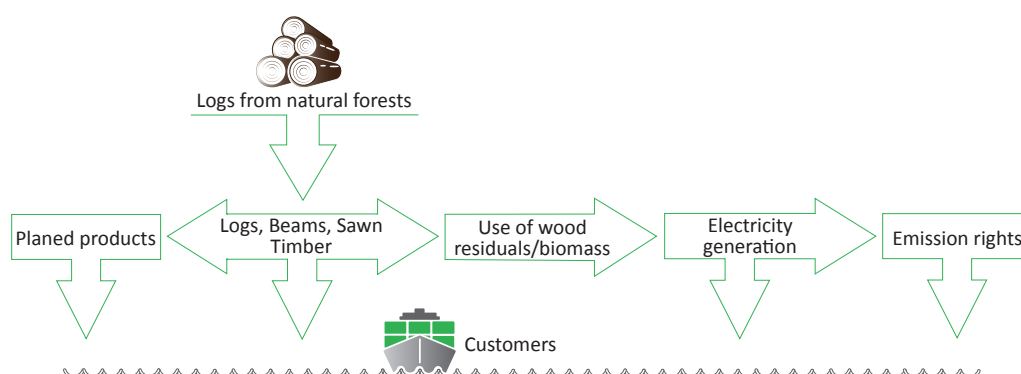 Logs from natural forests
Planed products
Logs, Beams, Sawn
Timber
Use of wood
residuals/biomass
Electricity
generation
Emission rights
Customers